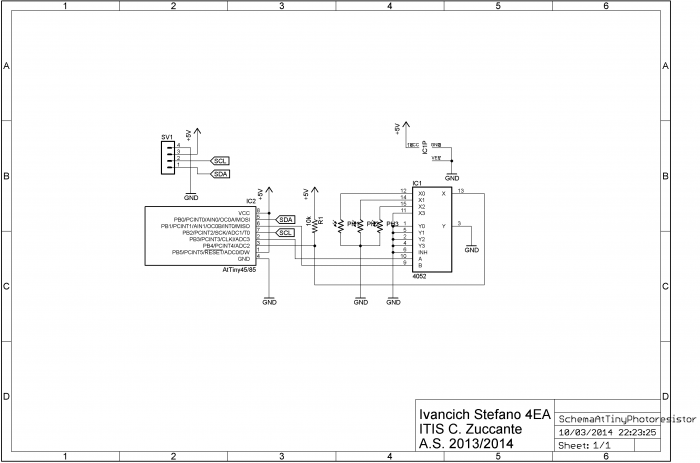 1 2 3 4 5 6
A A
+5V
SV1
+5V
4
3
2 SCL
1 SDA
GND
IC1P
GND
VEE
GND
B B
+5V +5V
IC2
IC1
VCC 8
PB0/PCINT0/AIN0/OC0A/MOSI 5 SDA
PB1/PCINT1/AIN1/OC0B/INT0/MISO 6
PB2/PCINT2/SCK/ADC1/T0 7 SCL
PB3/PCINT3/CLKI/ADC3 2
PB4/PCINT4/ADC2 3
PB5/PCINT5/RESET/ADC0/DW 1
GND 4
AtTiny45/85
10k R1
12 X0 X 13
14 X1
15 X2
11 X3
1 Y0 Y 3
5 Y1
2 Y2
4 Y3
6 INH
10 A
9 B
4052
GND
GND GND GND
C C
D D
Ivancich Stefano 4EA
ITIS C. Zuccante
A.S. 2013/2014
SchemaAtTinyPhotoresistor
10/03/2014 22:23:25
Sheet: 1/1
1 2 3 4 5 6